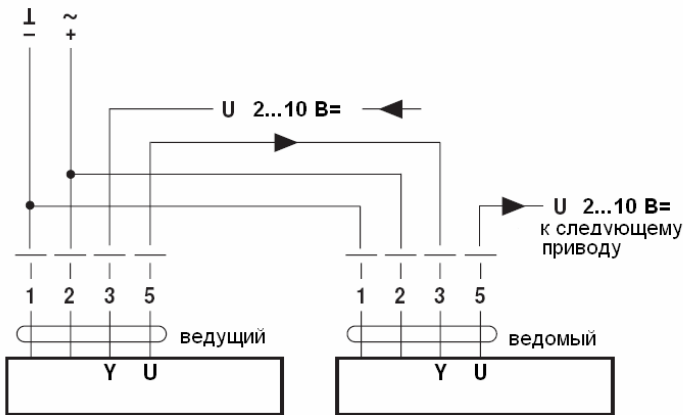 ⊥ ~
− +
U 2...10 В=
U 2...10 В=
к следующему
приводу
1 2 3 5 1 2 3 5
ведущий ведомый
Y U Y U